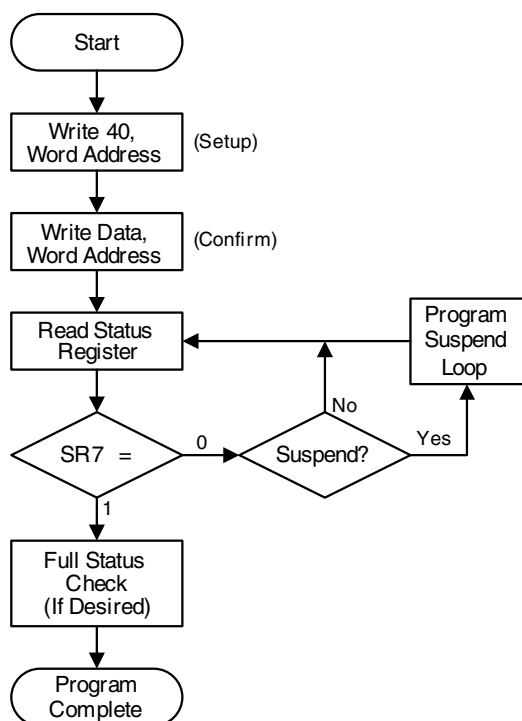 Start
Write 40,
Word Address
(Setup)
Write Data,
Word Address
(Confirm)
Read Status
Register
Program
Suspend
Loop
No
SR7 =
0
Suspend?
Yes
1
Full Status
Check
(If Desired)
Program
Complete